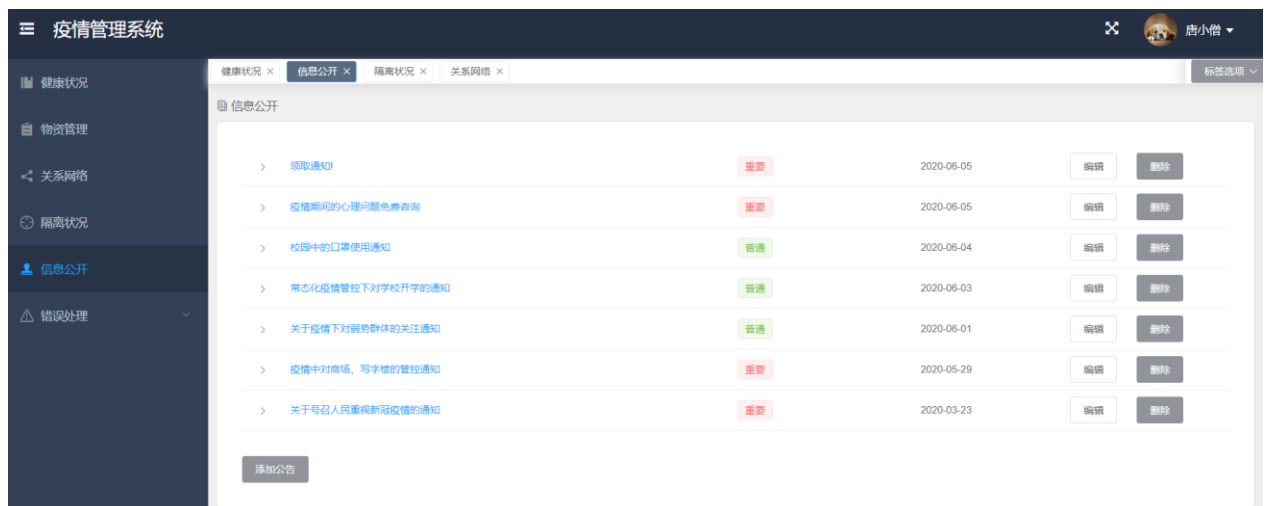 疫情管理系统
唐小僧
健康状况
物资管理
关系网络
隔离状况
信息公开
错误处理
健康状况 信息公开 隔离状况 关系网络 标签选项
信息公开
领取通知! 重要 2020-06-05 编辑 删除
疫情期间的心理问题免费咨询 重要 2020-06-05 编辑 删除
校园中的口罩使用通知 普通 2020-06-04 编辑 删除
常态化疫情管控下对学校开学的通知 普通 2020-06-03 编辑 删除
关于疫情下对弱势群体的关注通知 普通 2020-06-01 编辑 删除
疫情中对商场、写字楼的管控通知 重要 2020-05-29 编辑 删除
关于号召人民重视新冠疫情的通知 重要 2020-03-23 编辑 删除
添加公告